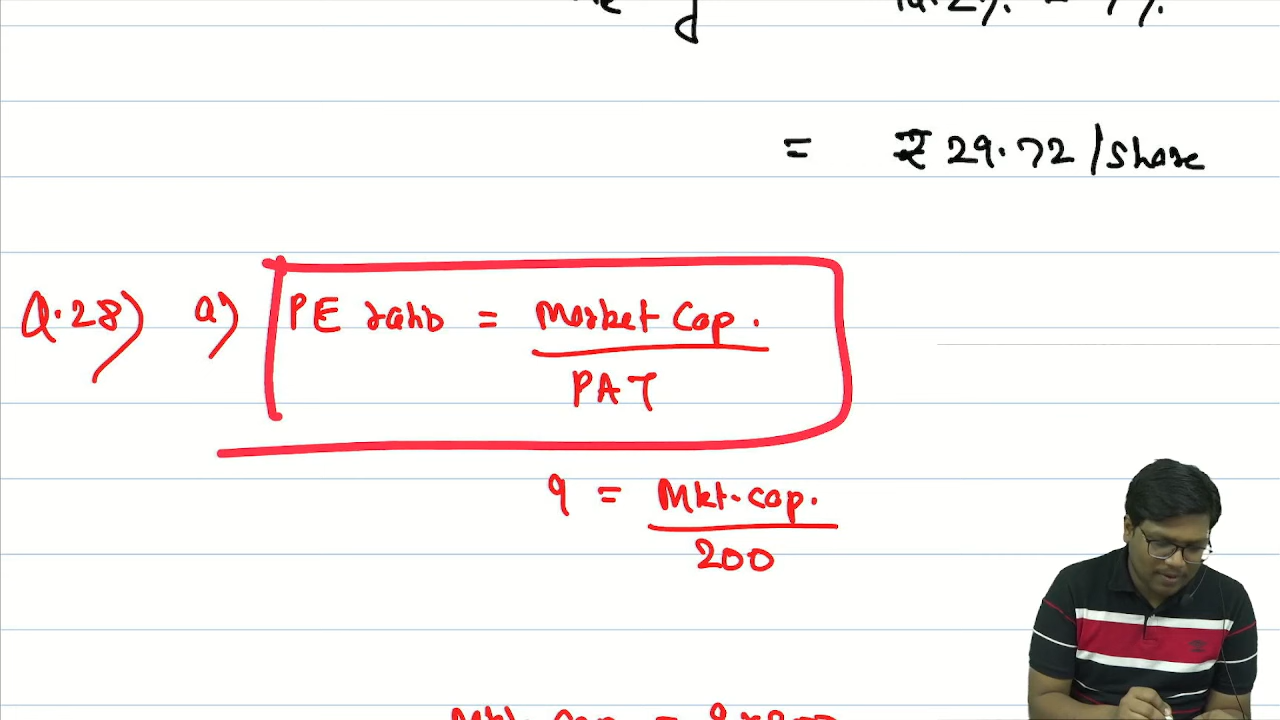 = ₹ 29.72 /share
Q.28) a) PE ratio = Market Cap.
PAT
9 = Mkt. cap.
200